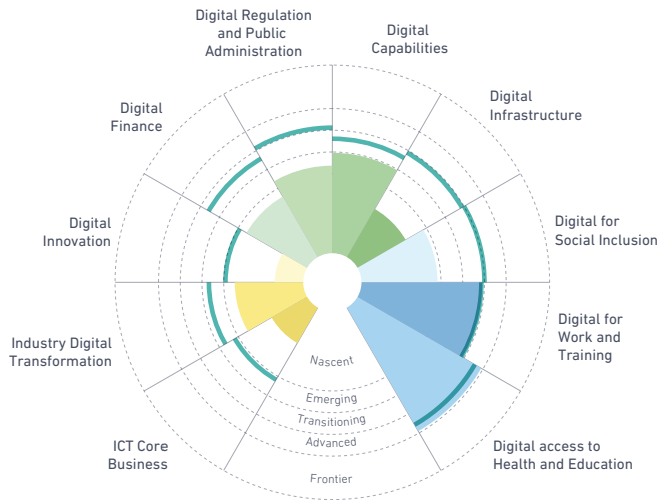 Digital Regulation
and Public
Administration
Digital
Capabilities
Digital
Infrastructure
Digital for
Social Inclusion
Digital for
Work and
Training
Digital access to
Health and Education
ICT Core
Business
Industry Digital
Transformation
Digital
Innovation
Digital
Finance
Nascent
Emerging
Transitioning
Advanced
Frontier